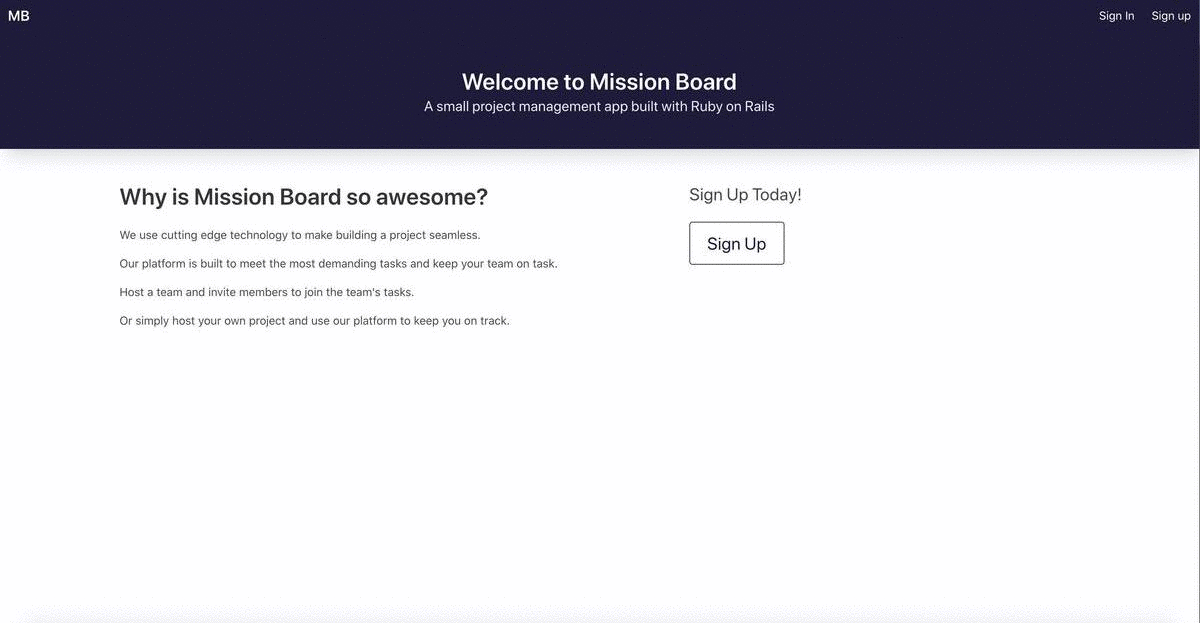 MB
Sign In
Sign up
Welcome to Mission Board
A small project management app built with Ruby on Rails
Why is Mission Board so awesome?
We use cutting edge technology to make building a project seamless.
Our platform is built to meet the most demanding tasks and keep your team on task.
Host a team and invite members to join the team's tasks.
Or simply host your own project and use our platform to keep you on track.
Sign Up Today!
Sign Up